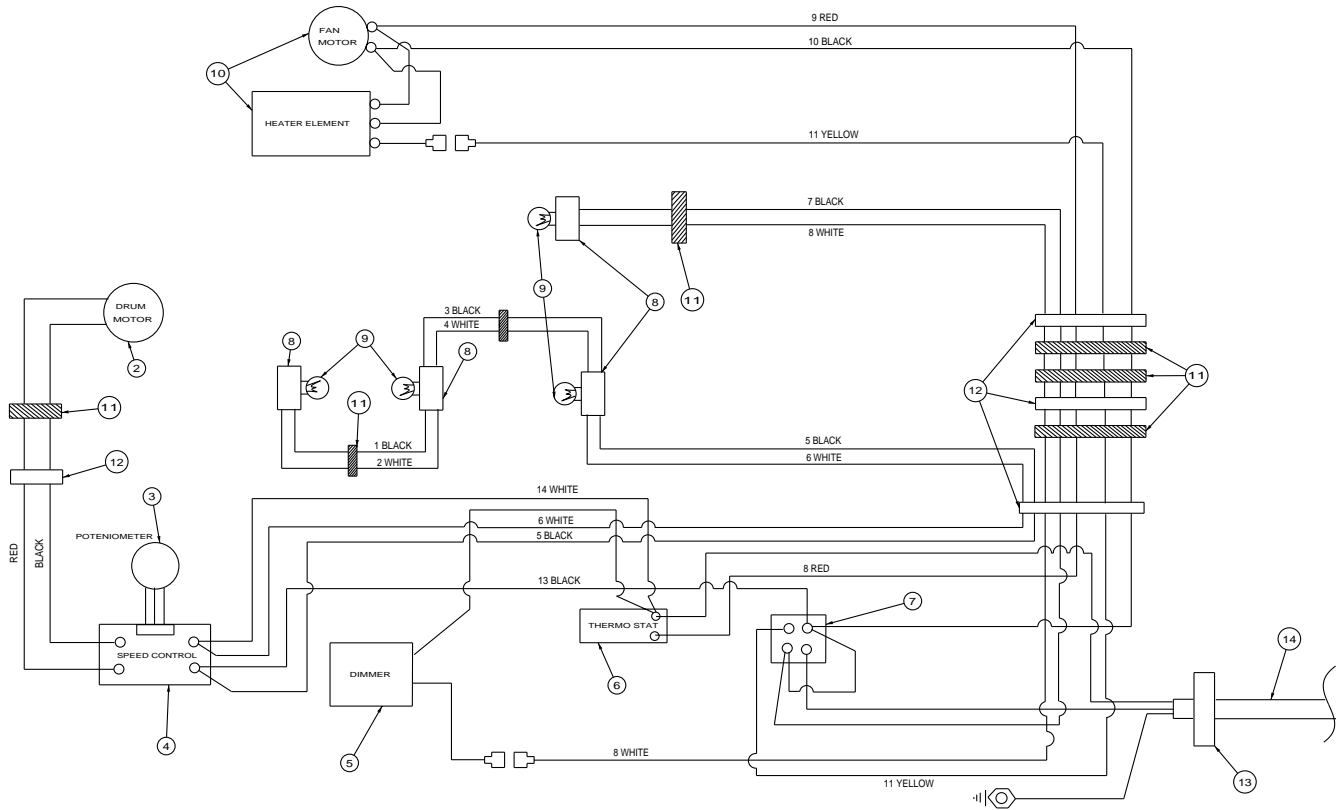 9 RED
FAN
MOTOR
10 BLACK
10
HEATER ELEMENT
11 YELLOW
7 BLACK
8 WHITE
9
8
11
DRUM
MOTOR
2
3 BLACK
4 WHITE
8
9
8
11
12
11
11
12
1 BLACK
2 WHITE
5 BLACK
6 WHITE
12
3
14 WHITE
POTENIOMETER
6 WHITE
5 BLACK
RED
BLACK
8 RED
13 BLACK
7
THERMO STAT
SPEED CONTROL
DIMMER
6
14
4
5
8 WHITE
11 YELLOW
13